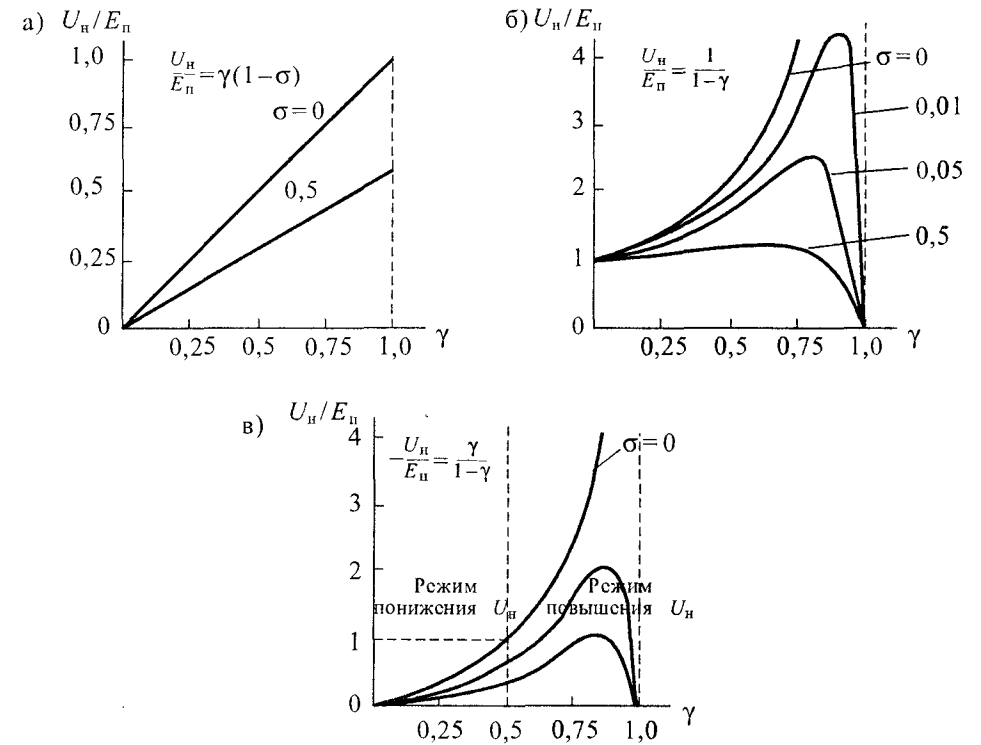 а) Uн/Eп
1,0
0,75
0,5
0,25
0
Uн/Eп=γ(1−σ)
σ=0
0,5
0,25 0,5 0,75 1,0 γ
б) Uн/Eп
4
3
2
1
0
Uн/Eп=1/1−γ
σ=0
0,01
0,05
0,5
0,25 0,5 0,75 1,0 γ
в) Uн/Eп
4
3
2
1
0
−Uн/Eп=γ/1−γ
σ=0
Режим
понижения Uн
Режим
повышения Uн
0,25 0,5 0,75 1,0 γ